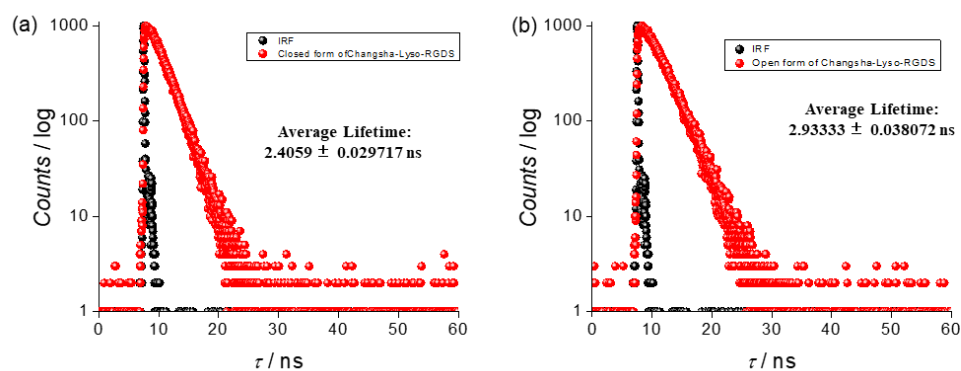 (a)
1000
100
10
1
Counts / log
IRF
Closed form ofChangsha-Lyso-RGDS
Average Lifetime:
2.4059 ± 0.029717 ns
0 10 20 30 40 50 60
τ / ns
(b)
1000
100
10
1
Counts / log
IRF
Open form of Changsha-Lyso-RGDS
Average Lifetime:
2.93333 ± 0.038072 ns
0 10 20 30 40 50 60
τ / ns